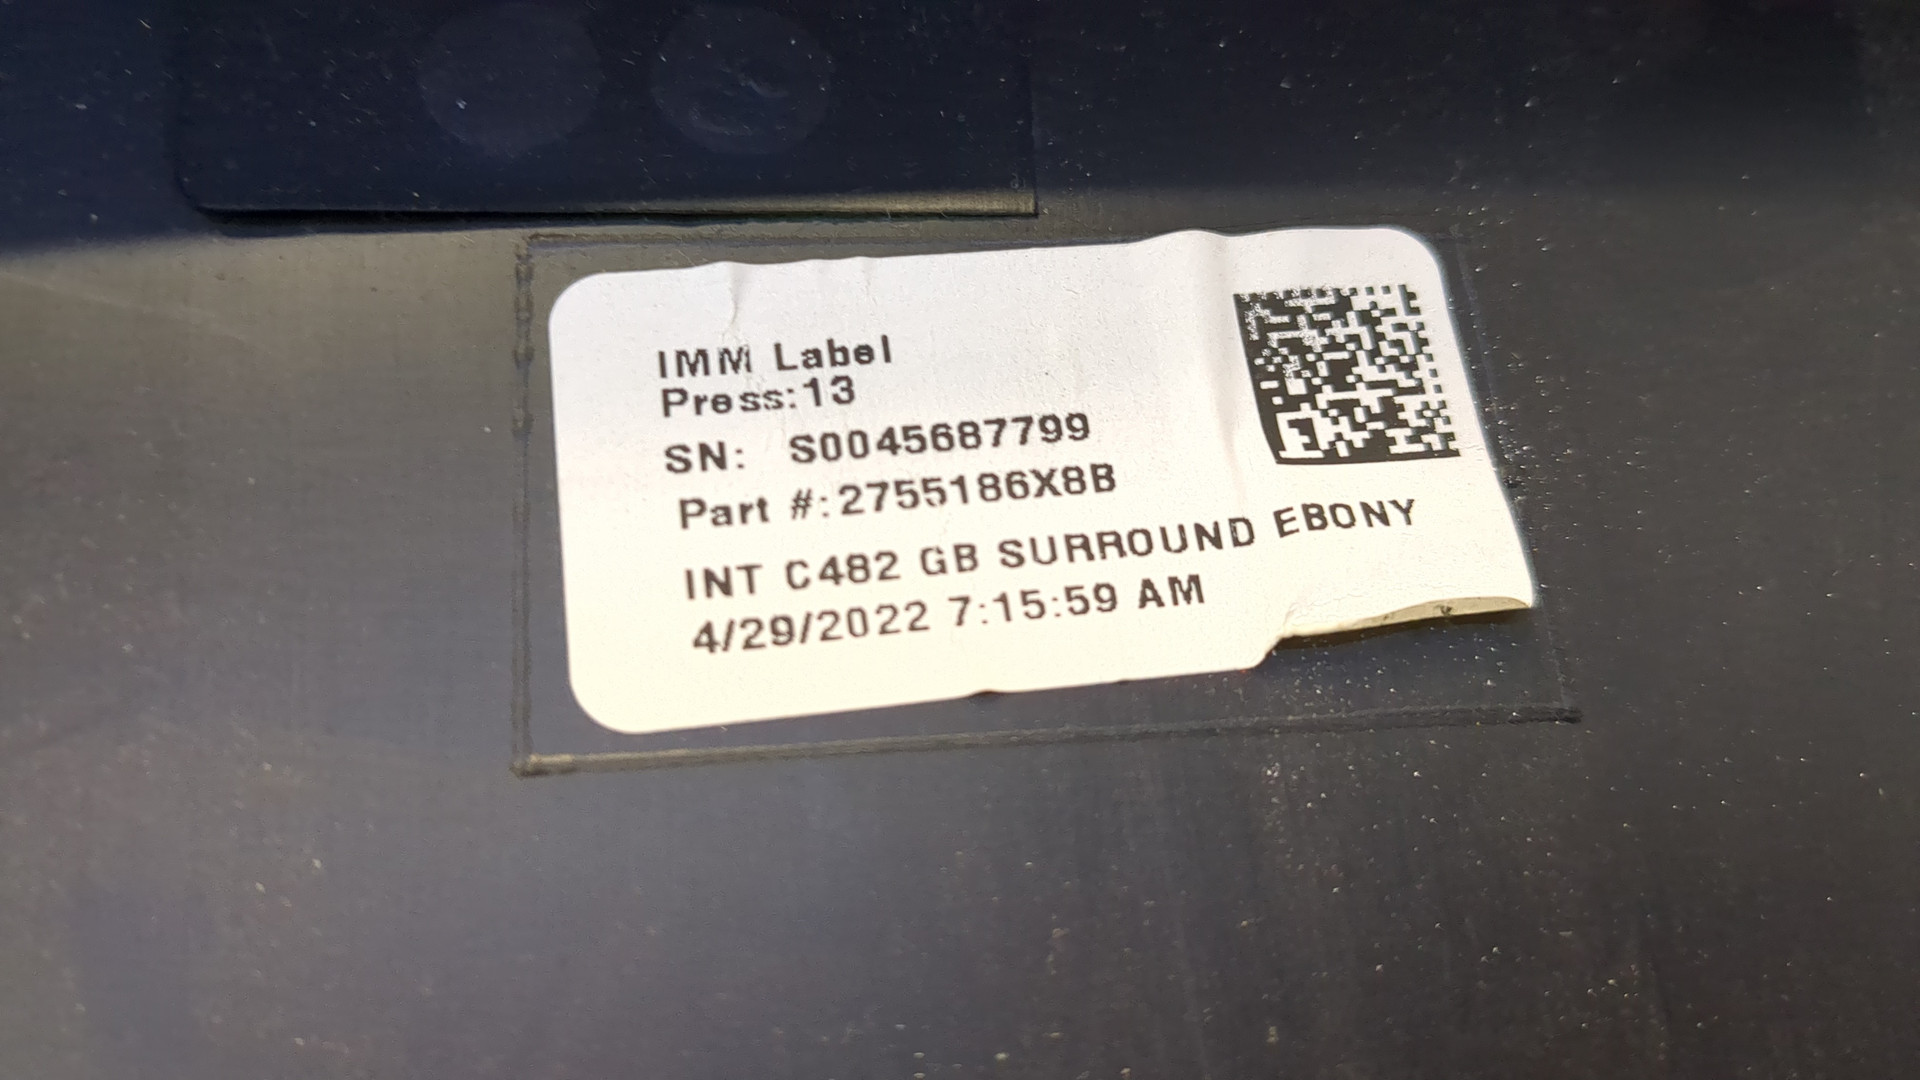 IMM Label
Press:13
SN: S0045687799
Part #:2755186X8B
INT C482 GB SURROUND EBONY
4/29/2022 7:15:59 AM